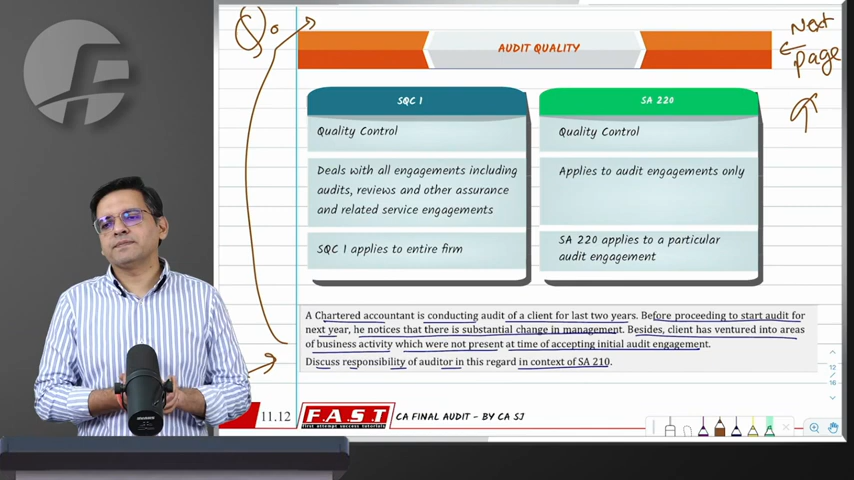 Q.
Next
page
AUDIT QUALITY
SQC 1
Quality Control
Deals with all engagements including
audits, reviews and other assurance
and related service engagements
SQC 1 applies to entire firm
SA 220
Quality Control
Applies to audit engagements only
SA 220 applies to a particular
audit engagement
A Chartered accountant is conducting audit of a client for last two years. Before proceeding to start audit for
next year, he notices that there is substantial change in management. Besides, client has ventured into areas
of business activity which were not present at time of accepting initial audit engagement.
Discuss responsibility of auditor in this regard in context of SA 210.
11.12
F.A.S.T
first attempt success tutorials
CA FINAL AUDIT - BY CA SJ
12
/
16